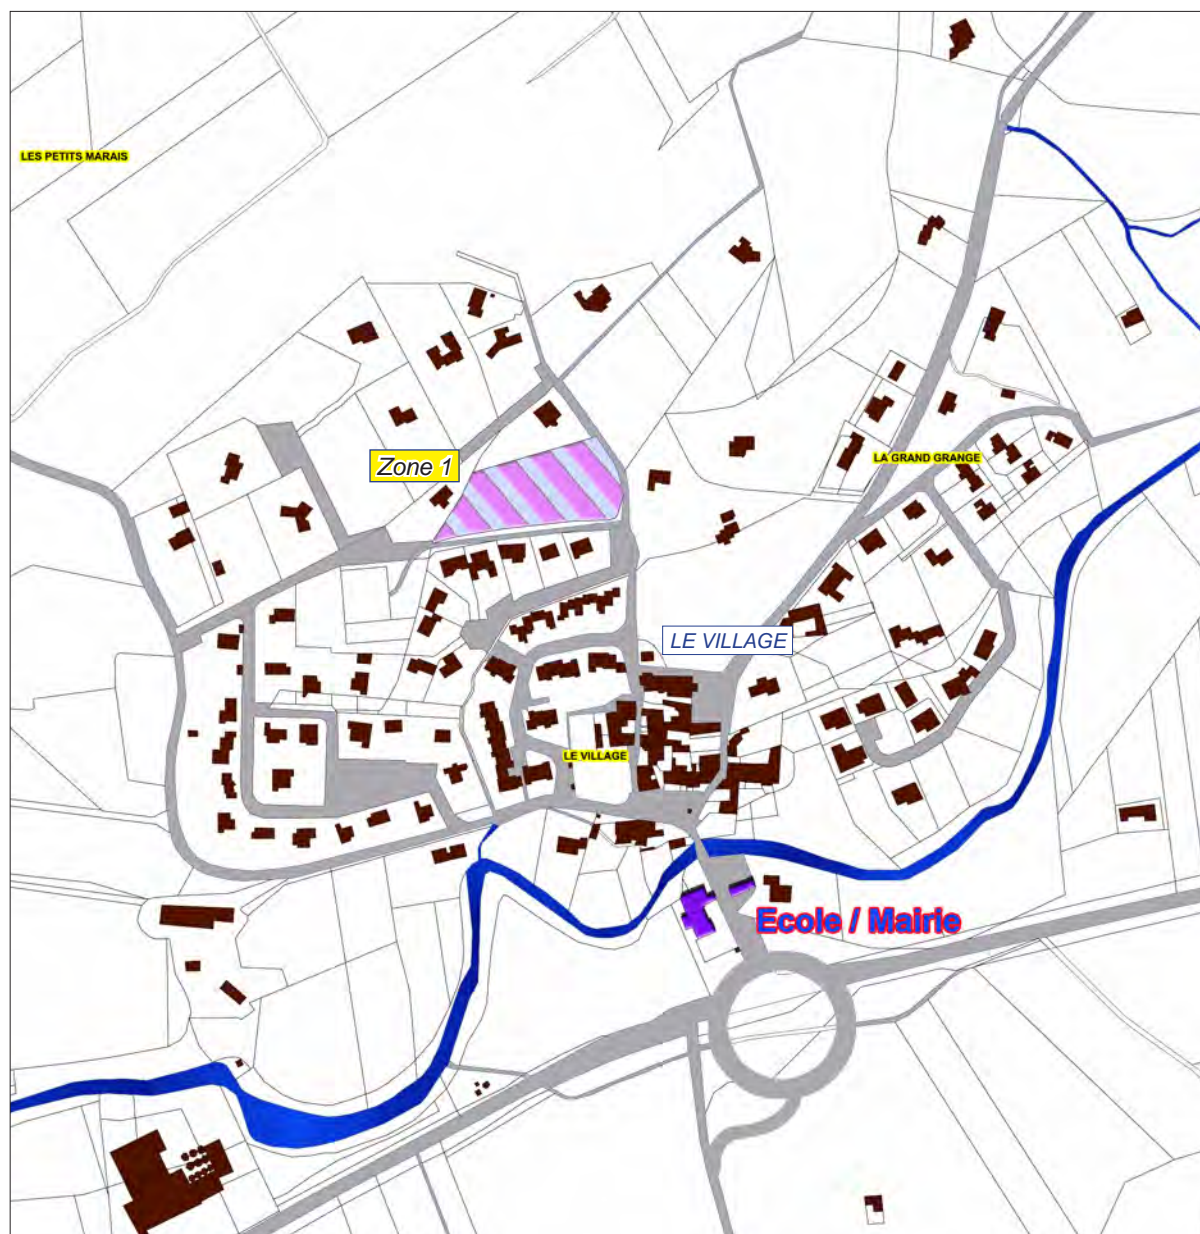 LES PETITS MARAIS
Zone 1
LA GRAND GRANGE
LE VILLAGE
LE VILLAGE
Ecole / Mairie